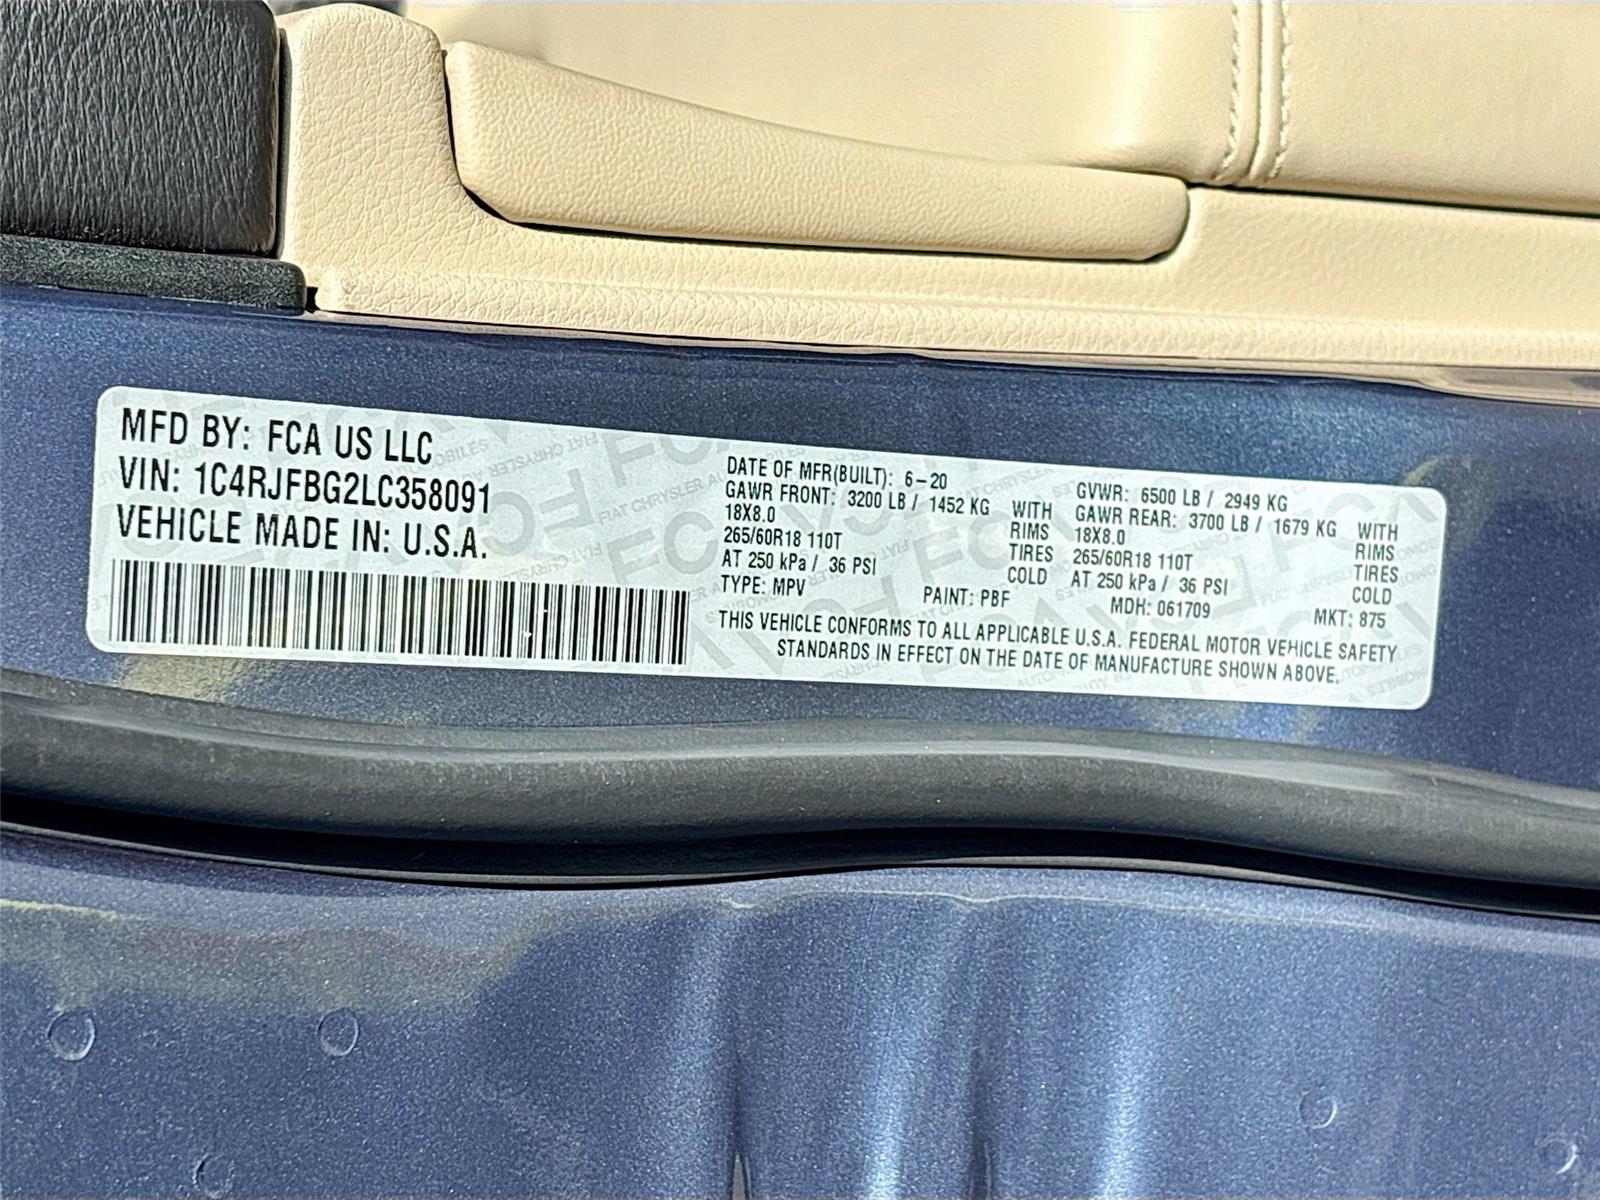 MFD BY: FCA US LLC
VIN: 1C4RJFBG2LC358091
VEHICLE MADE IN: U.S.A.
DATE OF MFR(BUILT): 6-20
GAWR FRONT: 3200 LB / 1452 KG WITH
18X8.0 RIMS
265/60R18 110T TIRES
AT 250 kPa / 36 PSI COLD
GVWR: 6500 LB / 2949 KG
GAWR REAR: 3700 LB / 1679 KG WITH
18X8.0 RIMS
265/60R18 110T TIRES
AT 250 kPa / 36 PSI COLD
TYPE: MPV PAINT: PBF MDH: 061709 MKT: 875
THIS VEHICLE CONFORMS TO ALL APPLICABLE U.S.A. FEDERAL MOTOR VEHICLE SAFETY
STANDARDS IN EFFECT ON THE DATE OF MANUFACTURE SHOWN ABOVE.